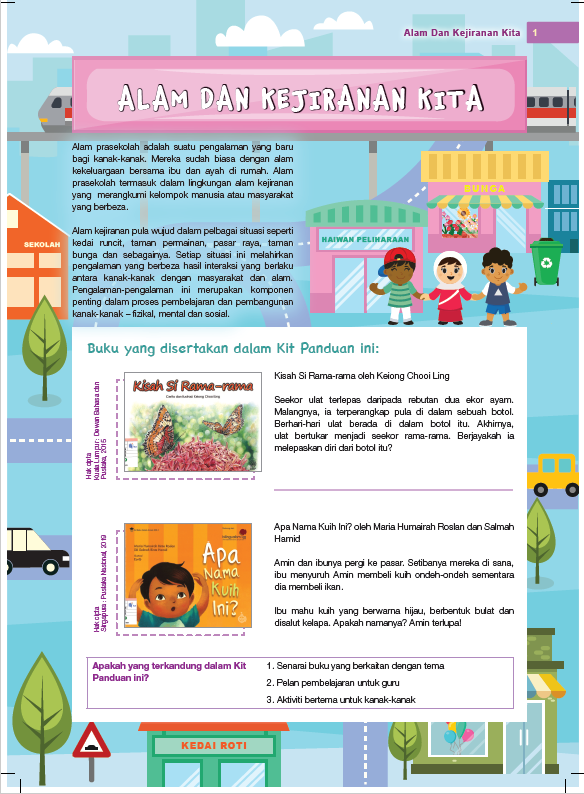 Alam Dan Kejiranan Kita 1
ALAM DAN KEJIRANAN KITA
Alam prasekolah adalah suatu pengalaman yang baru
bagi kanak-kanak. Mereka sudah biasa dengan alam
kekeluargaan bersama ibu dan ayah di rumah. Alam
prasekolah termasuk dalam lingkungan alam kejiranan
yang merangkumi kelompok manusia atau masyarakat
yang berbeza.
Alam kejiranan pula wujud dalam pelbagai situasi seperti
kedai runcit, taman permainan, pasar raya, taman
bunga dan sebagainya. Setiap situasi ini melahirkan
pengalaman yang berbeza hasil interaksi yang berlaku
antara kanak-kanak dengan masyarakat dan alam.
Pengalaman-pengalaman ini merupakan komponen
penting dalam proses pembelajaran dan pembangunan
kanak-kanak – fizikal, mental dan sosial.
SEKOLAH
HAIWAN PELIHARAAN
BUNGA
Buku yang disertakan dalam Kit Panduan ini:
Hak cipta
Kuala Lumpur : Dewan Bahasa dan
Pustaka, 2015
Kisah Si Rama-rama
Cerita dan Ilustrasi Keiong Chooi Ling
Kisah Si Rama-rama oleh Keiong Chooi Ling
Seekor ulat terlepas daripada rebutan dua ekor ayam.
Malangnya, ia terperangkap pula di dalam sebuah botol.
Berhari-hari ulat berada di dalam botol itu. Akhirnya,
ulat bertukar menjadi seekor rama-rama. Berjayakah ia
melepaskan diri dari botol itu?
Hak cipta
Singapura : Pustaka Nasional, 2019
Apa
Nama
Kuih
Ini?
Apa Nama Kuih Ini? oleh Maria Humairah Roslan dan Salmah
Hamid
Amin dan ibunya pergi ke pasar. Setibanya mereka di sana,
ibu menyuruh Amin membeli kuih ondeh-ondeh sementara
dia membeli ikan.
Ibu mahu kuih yang berwarna hijau, berbentuk bulat dan
disalut kelapa. Apakah namanya? Amin terlupa!
Apakah yang terkandung dalam Kit
Panduan ini?
1. Senarai buku yang berkaitan dengan tema
2. Pelan pembelajaran untuk guru
3. Aktiviti bertema untuk kanak-kanak
KEDAI ROTI